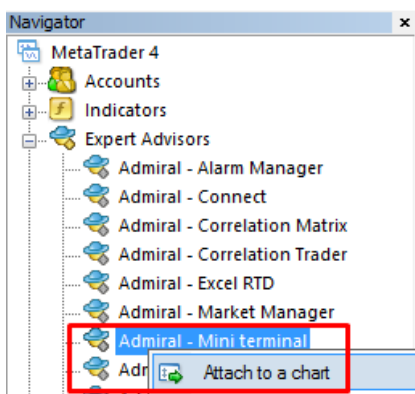 Navigator
MetaTrader 4
Accounts
Indicators
Expert Advisors
Admiral - Alarm Manager
Admiral - Connect
Admiral - Correlation Matrix
Admiral - Correlation Trader
Admiral - Excel RTD
Admiral - Market Manager
Admiral - Mini terminal
Adr Attach to a chart